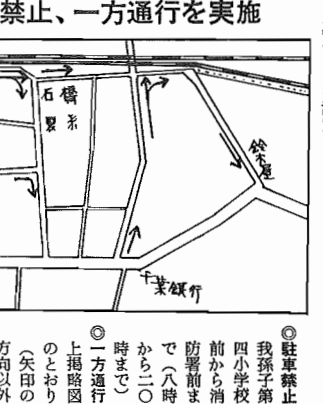 禁止、一方通行を実施
石橋
製糸
鈴木屋
千葉銀行
◎駐車禁止
我孫子第
四小学校
前から消
防署前ま
で(八時
から二〇
時まで)
◎一方通行
上掲略図
のとおり
(矢印の
方向以外